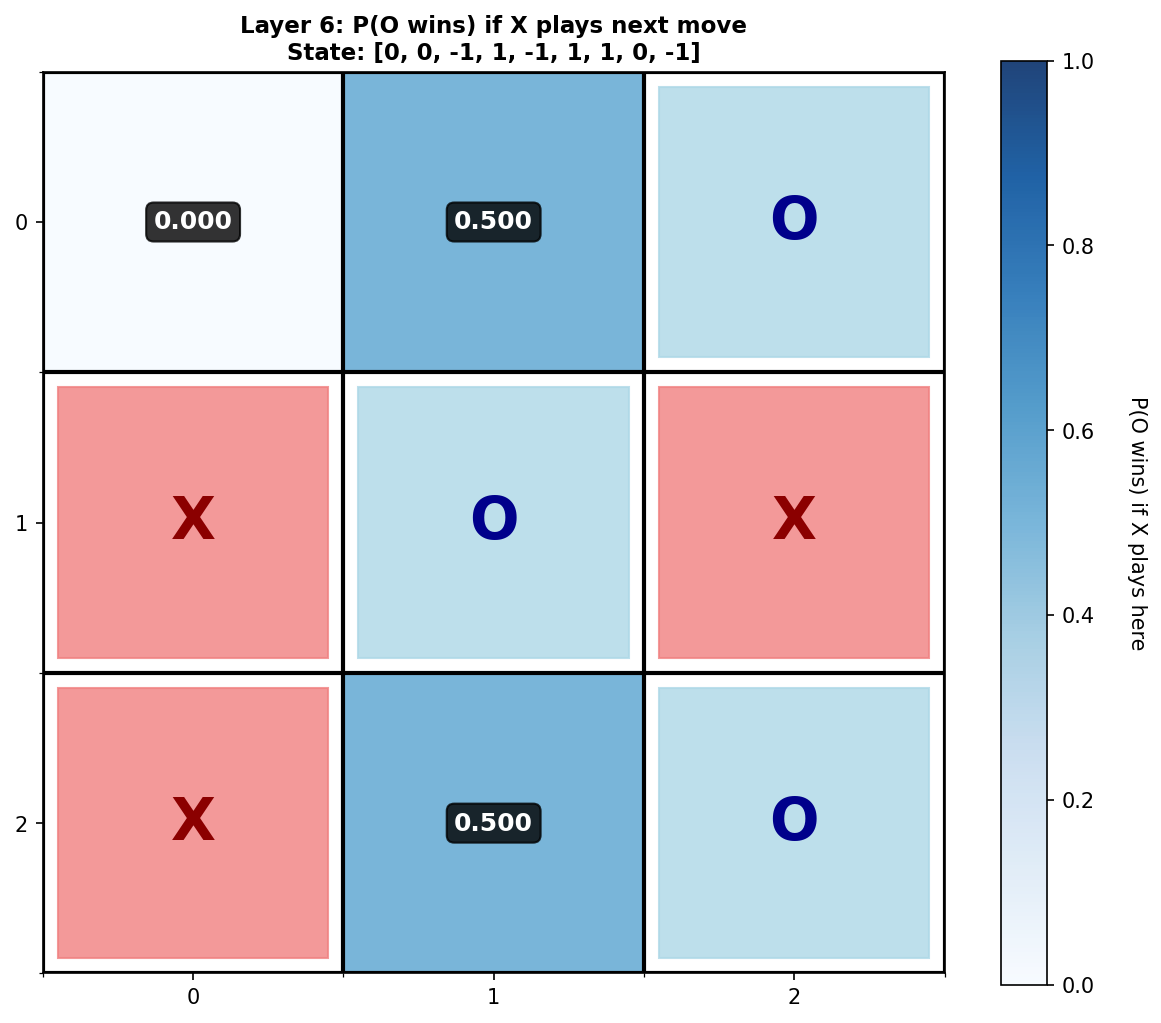 Layer 6: P(O wins) if X plays next move
State: [0, 0, -1, 1, -1, 1, 1, 0, -1]
0
0.000
0.500
O
1
X
O
X
2
X
0.500
O
0
1
2
1.0
0.8
0.6
0.4
0.2
0.0
P(O wins) if X plays here